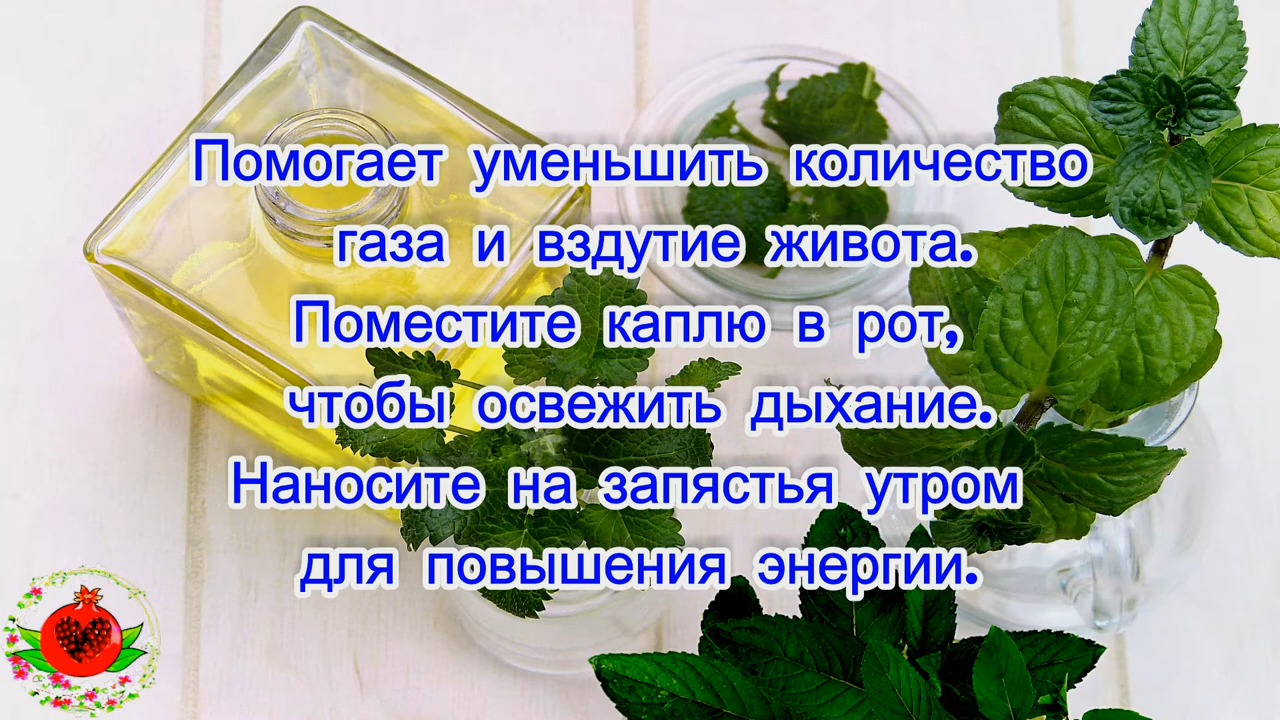 Помогает уменьшить количество
газа и вздутие живота.
Поместите каплю в рот,
чтобы освежить дыхание.
Наносите на запястья утром
для повышения энергии.